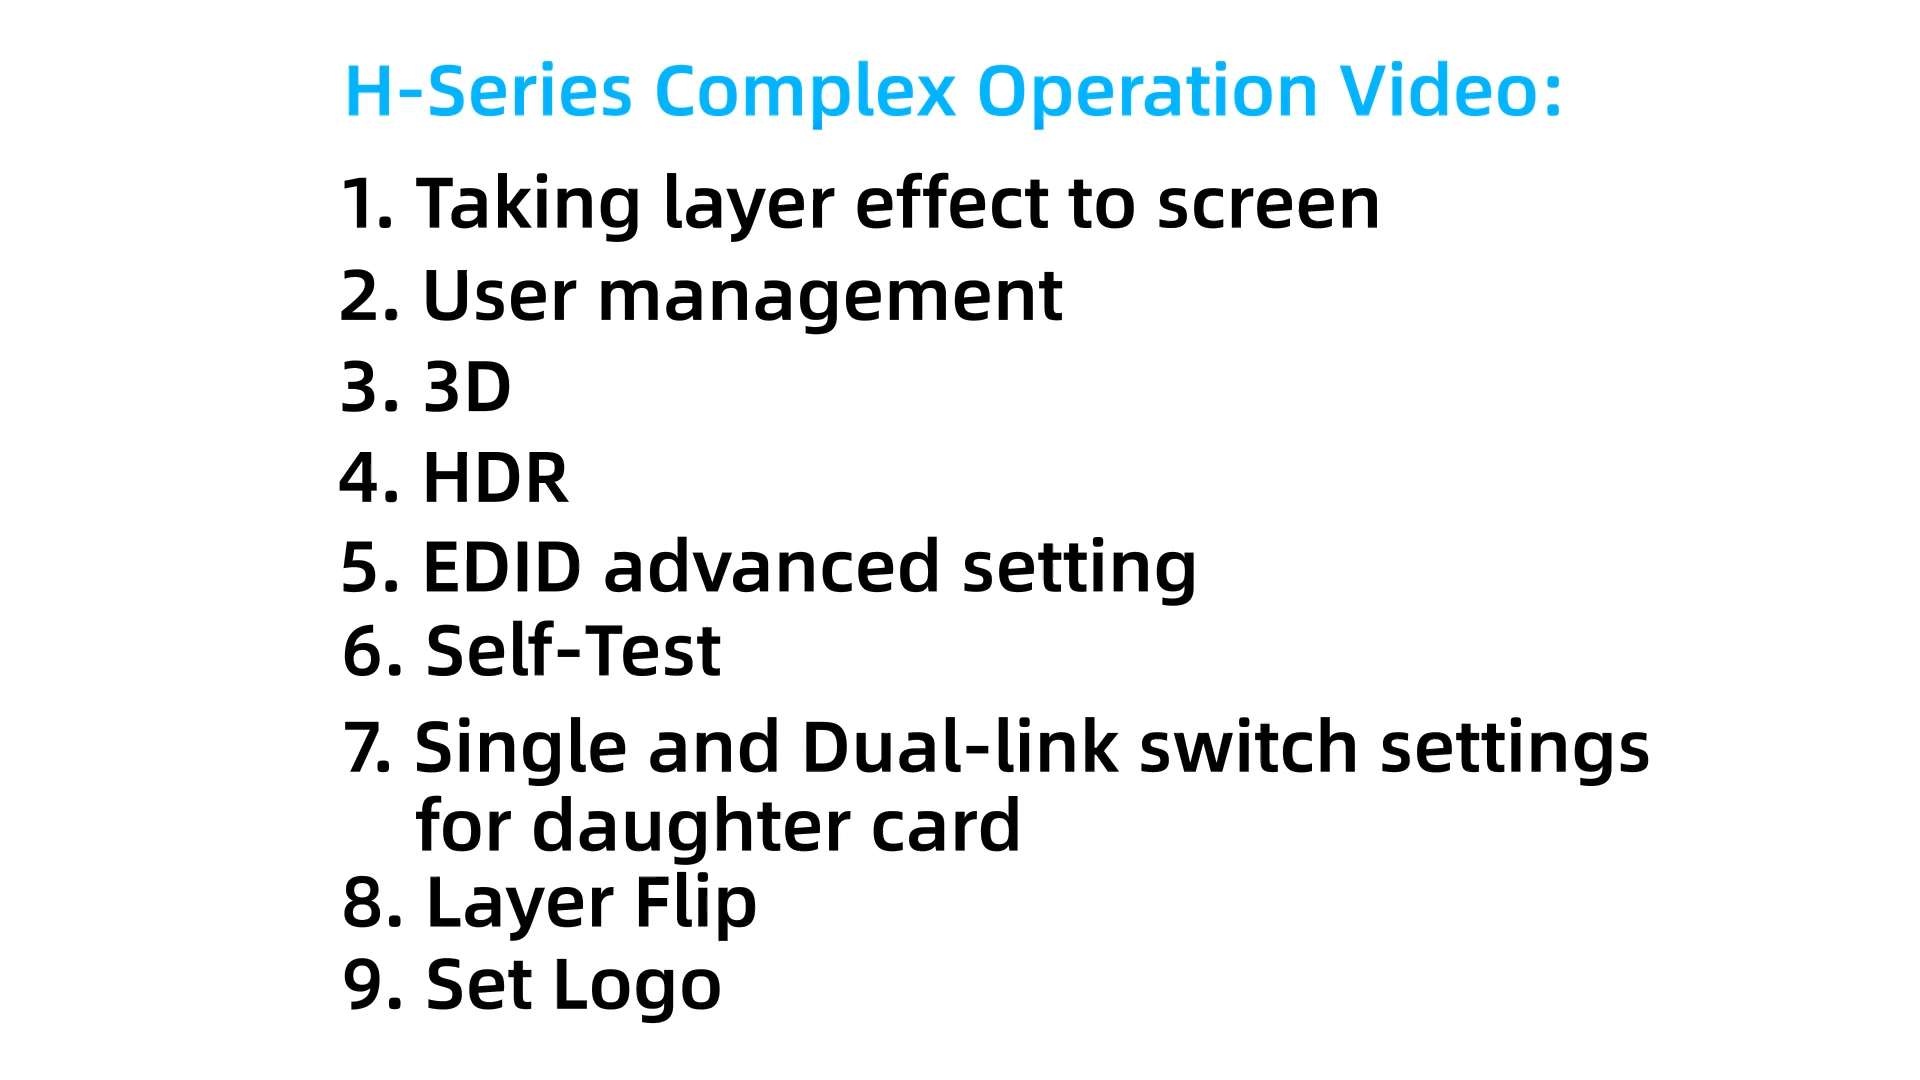 H-Series Complex Operation Video:
1. Taking layer effect to screen
2. User management
3. 3D
4. HDR
5. EDID advanced setting
6. Self-Test
7. Single and Dual-link switch settings
for daughter card
8. Layer Flip
9. Set Logo